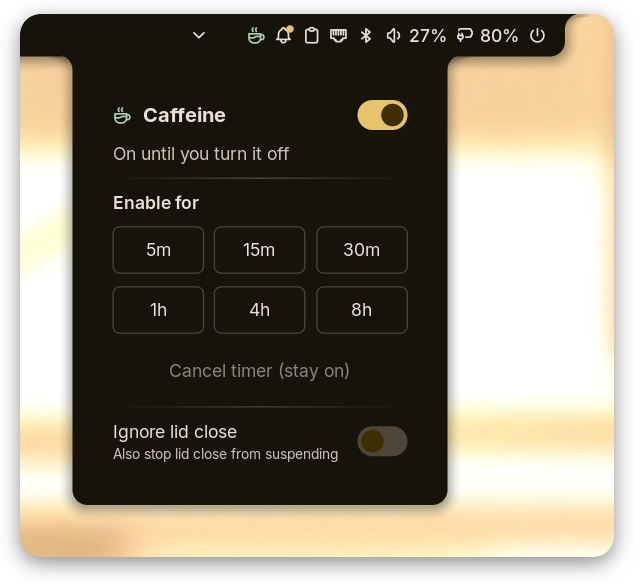 27% 80%
Caffeine
On until you turn it off
Enable for
5m 15m 30m
1h 4h 8h
Cancel timer (stay on)
Ignore lid close
Also stop lid close from suspending